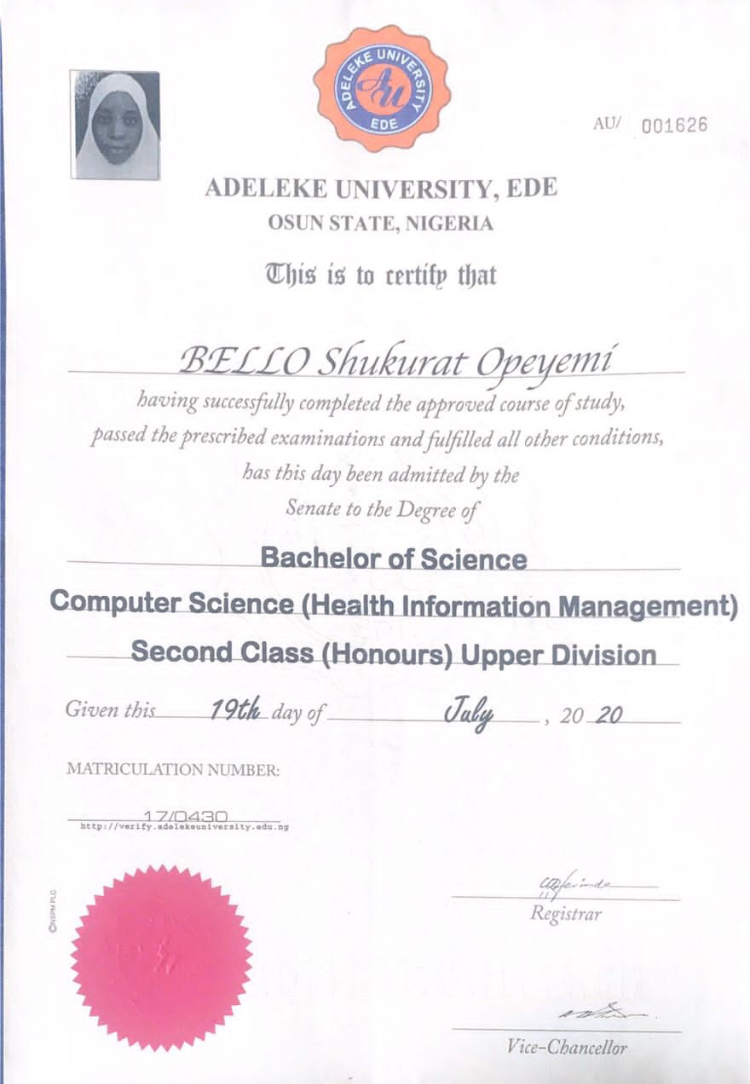 ADELEKE UNIVERSITY
AU
EDE
AU/ 001626
ADELEKE UNIVERSITY, EDE
OSUN STATE, NIGERIA
This is to certify that
BELLO Shukurat Opeyemi
having successfully completed the approved course of study,
passed the prescribed examinations and fulfilled all other conditions,
has this day been admitted by the
Senate to the Degree of
Bachelor of Science
Computer Science (Health Information Management)
Second Class (Honours) Upper Division
Given this 19th day of July, 20 20
MATRICULATION NUMBER:
17/0430
http://verify.adelekeuniversity.edu.ng
©NSPM PLC
Registrar
Vice-Chancellor